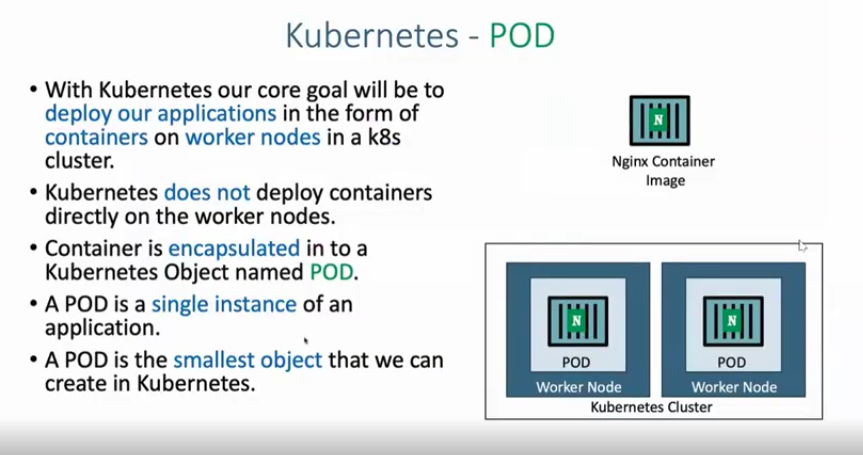 Kubernetes - POD
• With Kubernetes our core goal will be to
deploy our applications in the form of
containers on worker nodes in a k8s
cluster.
• Kubernetes does not deploy containers
directly on the worker nodes.
• Container is encapsulated in to a
Kubernetes Object named POD.
• A POD is a single instance of an
application.
• A POD is the smallest object that we can
create in Kubernetes.
N
Nginx Container
Image
N
POD
Worker Node
N
POD
Worker Node
Kubernetes Cluster